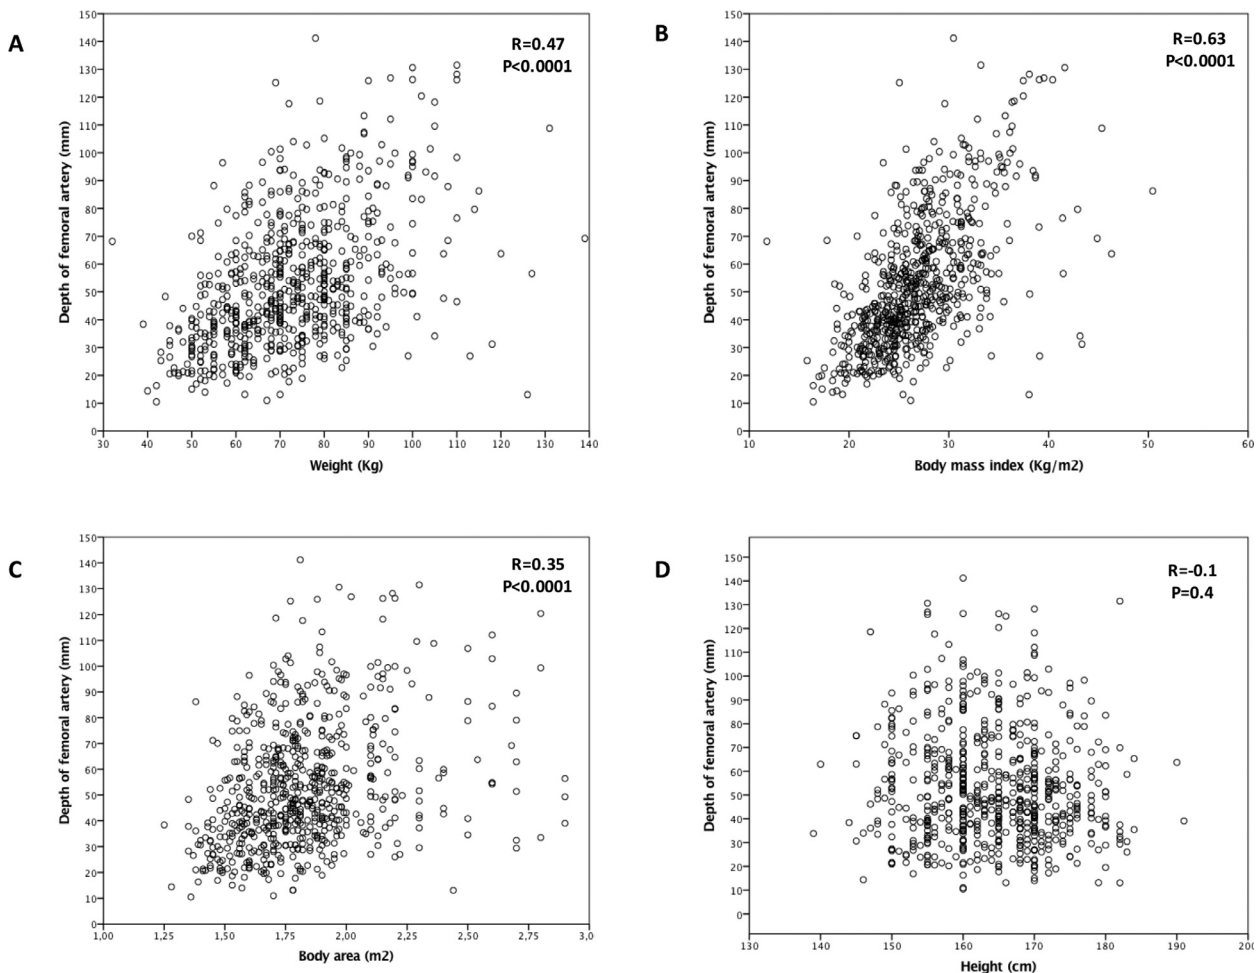 A
R=0.47
P<0.0001
Depth of femoral artery (mm)
150
140
130
120
110
100
90
80
70
60
50
40
30
20
10
0
30 40 50 60 70 80 90 100 110 120 130 140
Weight (Kg)
B
R=0.63
P<0.0001
Depth of femoral artery (mm)
150
140
130
120
110
100
90
80
70
60
50
40
30
20
10
0
10 20 30 40 50 60
Body mass index (Kg/m2)
C
R=0.35
P<0.0001
Depth of femoral artery (mm)
150
140
130
120
110
100
90
80
70
60
50
40
30
20
10
0
1,00 1,25 1,50 1,75 2,00 2,25 2,50 2,75 3,0
Body area (m2)
D
R=-0.1
P=0.4
Depth of femoral artery (mm)
150
140
130
120
110
100
90
80
70
60
50
40
30
20
10
0
130 140 150 160 170 180 190 200
Height (cm)